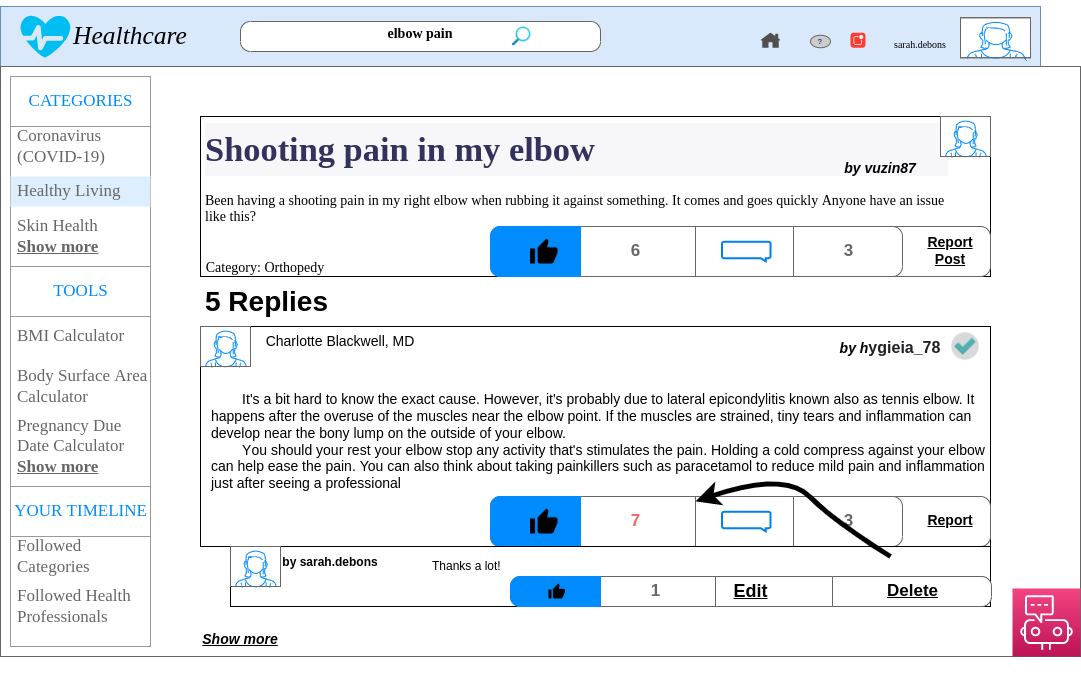 Healthcare
elbow pain
?
sarah.debons
CATEGORIES
Coronavirus
(COVID-19)
Healthy Living
Skin Health
Show more
TOOLS
BMI Calculator
Body Surface Area
Calculator
Pregnancy Due
Date Calculator
Show more
YOUR TIMELINE
Followed
Categories
Followed Health
Professionals
Shooting pain in my elbow
by vuzin87
Been having a shooting pain in my right elbow when rubbing it against something. It comes and goes quickly Anyone have an issue
like this?
Category: Orthopedy
6
3
Report
Post
5 Replies
Charlotte Blackwell, MD
by hygieia_78
It's a bit hard to know the exact cause. However, it's probably due to lateral epicondylitis known also as tennis elbow. It
happens after the overuse of the muscles near the elbow point. If the muscles are strained, tiny tears and inflammation can
develop near the bony lump on the outside of your elbow.
You should your rest your elbow stop any activity that's stimulates the pain. Holding a cold compress against your elbow
can help ease the pain. You can also think about taking painkillers such as paracetamol to reduce mild pain and inflammation
just after seeing a professional
7
3
Report
by sarah.debons
Thanks a lot!
1
Edit
Delete
Show more